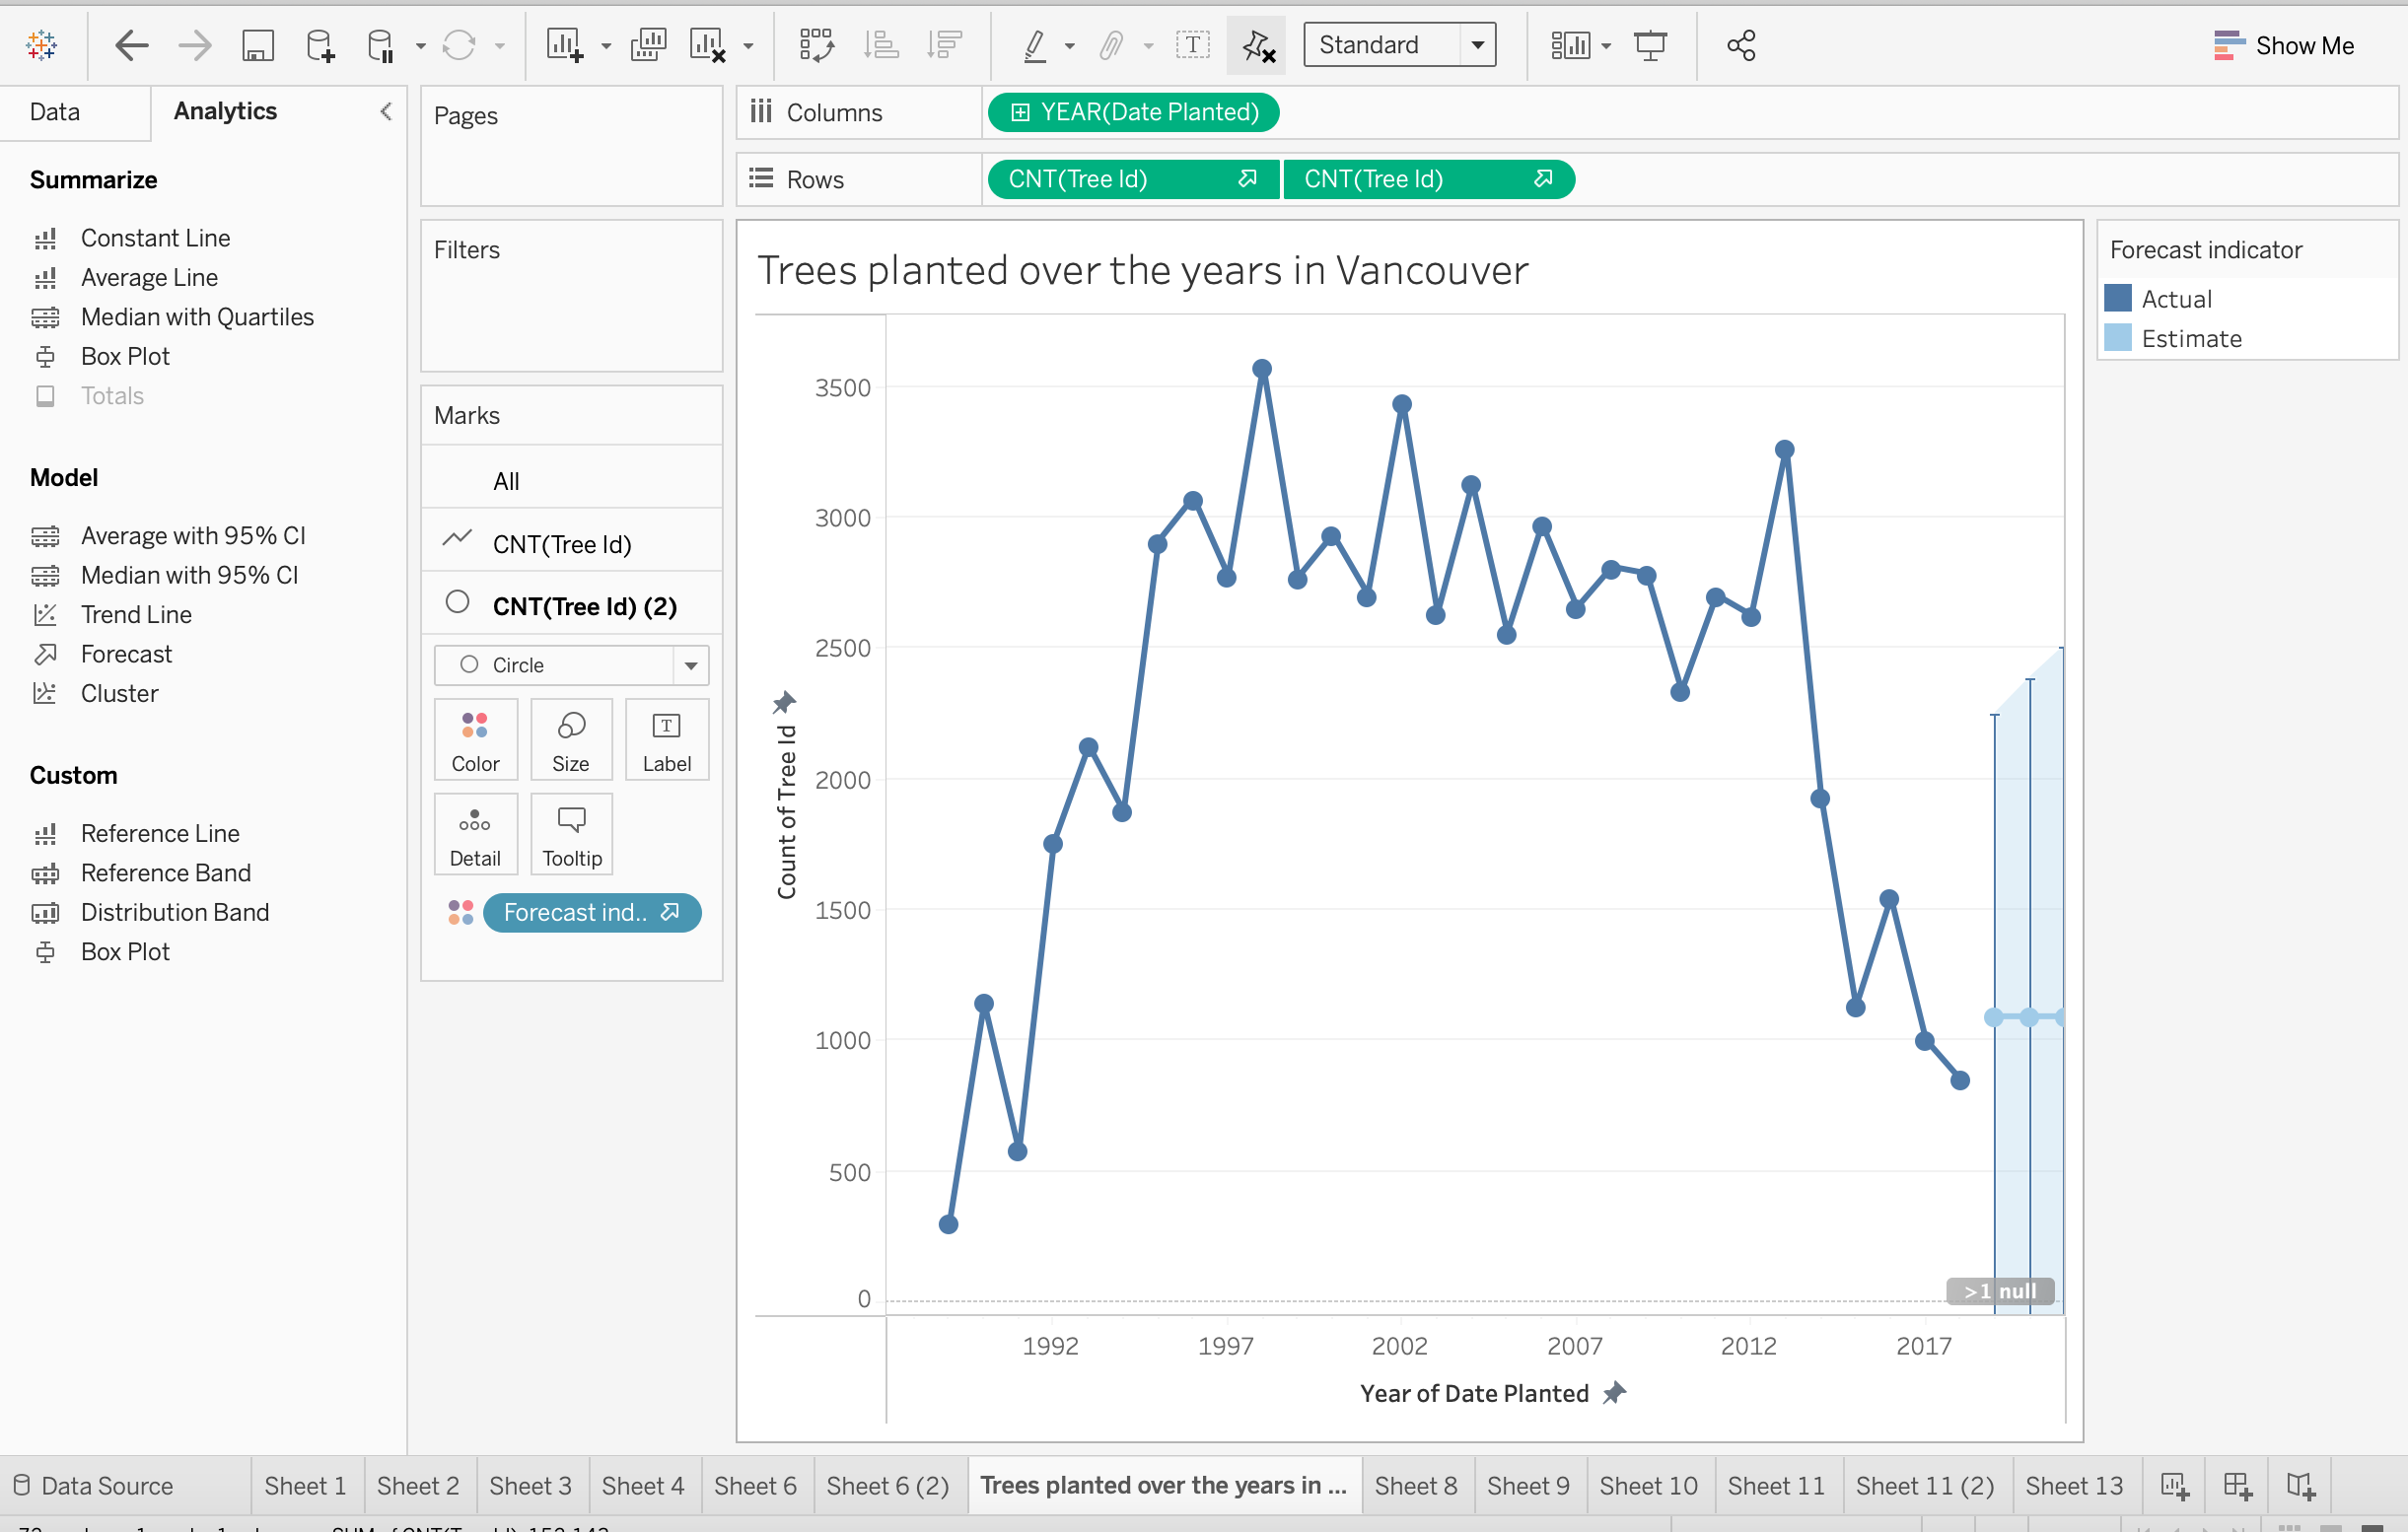 Standard
Show Me
Data
Analytics
Pages
Columns
YEAR(Date Planted)
Rows
CNT(Tree Id)
CNT(Tree Id)
Summarize
Constant Line
Average Line
Median with Quartiles
Box Plot
Totals
Model
Average with 95% CI
Median with 95% CI
Trend Line
Forecast
Cluster
Custom
Reference Line
Reference Band
Distribution Band
Box Plot
Filters
Marks
All
CNT(Tree Id)
CNT(Tree Id) (2)
Circle
Color
Size
Label
Detail
Tooltip
Forecast ind..
Trees planted over the years in Vancouver
Count of Tree Id
3500
3000
2500
2000
1500
1000
500
0
>1 null
1992
1997
2002
2007
2012
2017
Year of Date Planted
Forecast indicator
Actual
Estimate
Data Source
Sheet 1
Sheet 2
Sheet 3
Sheet 4
Sheet 6
Sheet 6 (2)
Trees planted over the years in ...
Sheet 8
Sheet 9
Sheet 10
Sheet 11
Sheet 11 (2)
Sheet 13